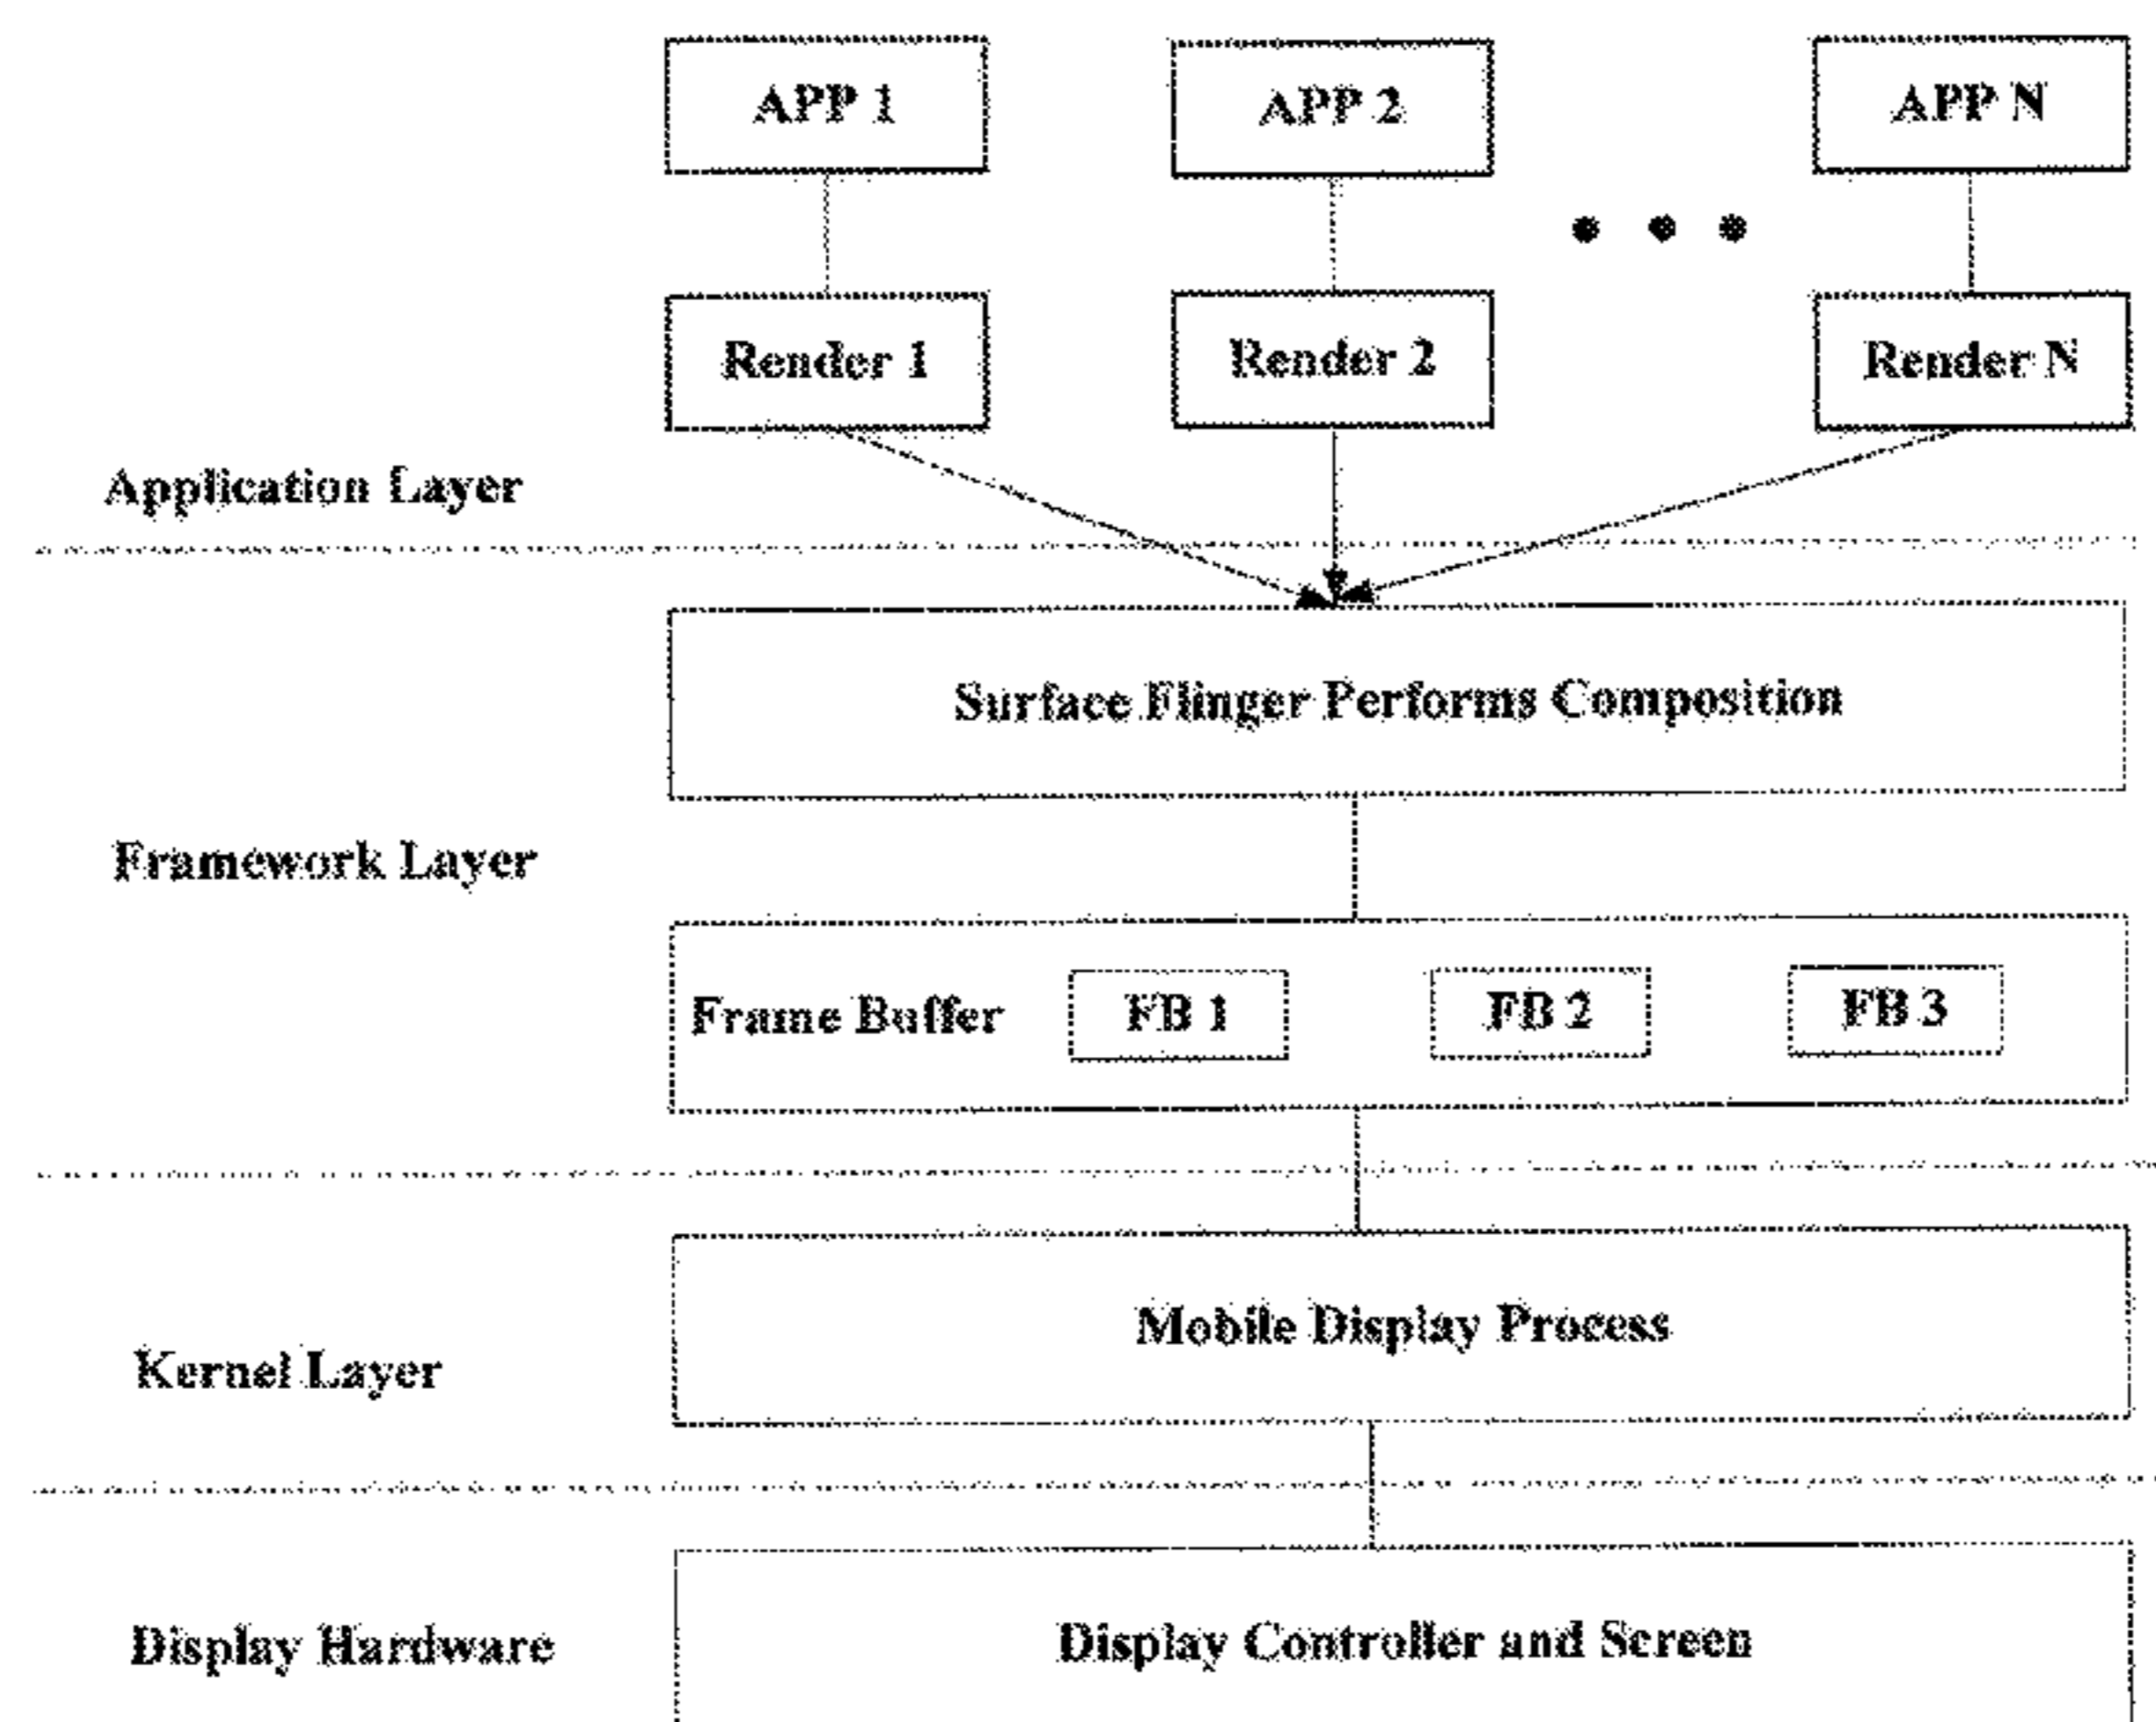 APP 1
APP 2
APP N
Render 1
Render 2
Render N
Application Layer
Surface Flinger Performs Composition
Framework Layer
Frame Buffer
FB 1
FB 2
FB 3
Mobile Display Process
Kernel Layer
Display Hardware
Display Controller and Screen